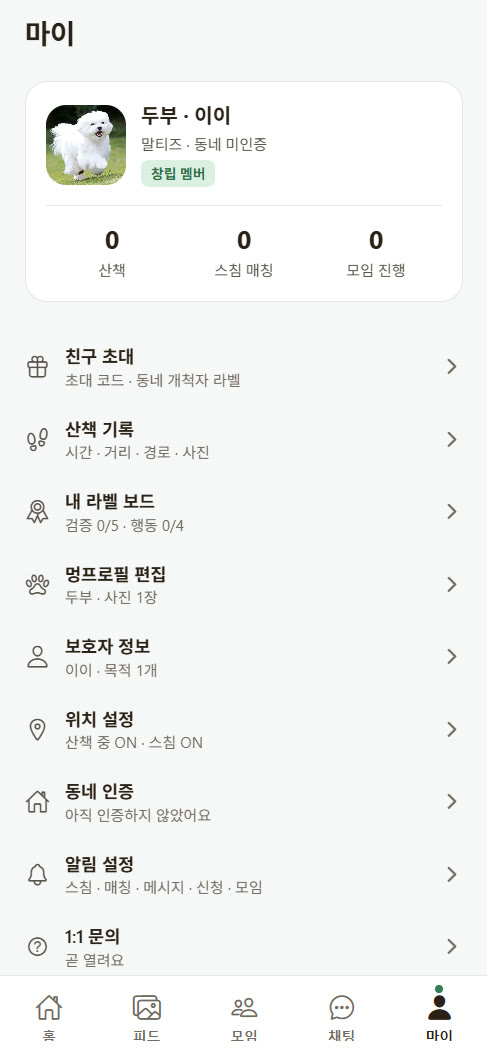 마이
두부 · 이이
말티즈 · 동네 미인증
창립 멤버
0 0 0
산책 스침 매칭 모임 진행
친구 초대
초대 코드 · 동네 개척자 라벨
산책 기록
시간 · 거리 · 경로 · 사진
내 라벨 보드
검증 0/5 · 행동 0/4
멍프로필 편집
두부 · 사진 1장
보호자 정보
이이 · 목적 1개
위치 설정
산책 중 ON · 스침 ON
동네 인증
아직 인증하지 않았어요
알림 설정
스침 · 매칭 · 메시지 · 신청 · 모임
1:1 문의
곧 열려요
홈 피드 모임 채팅 마이